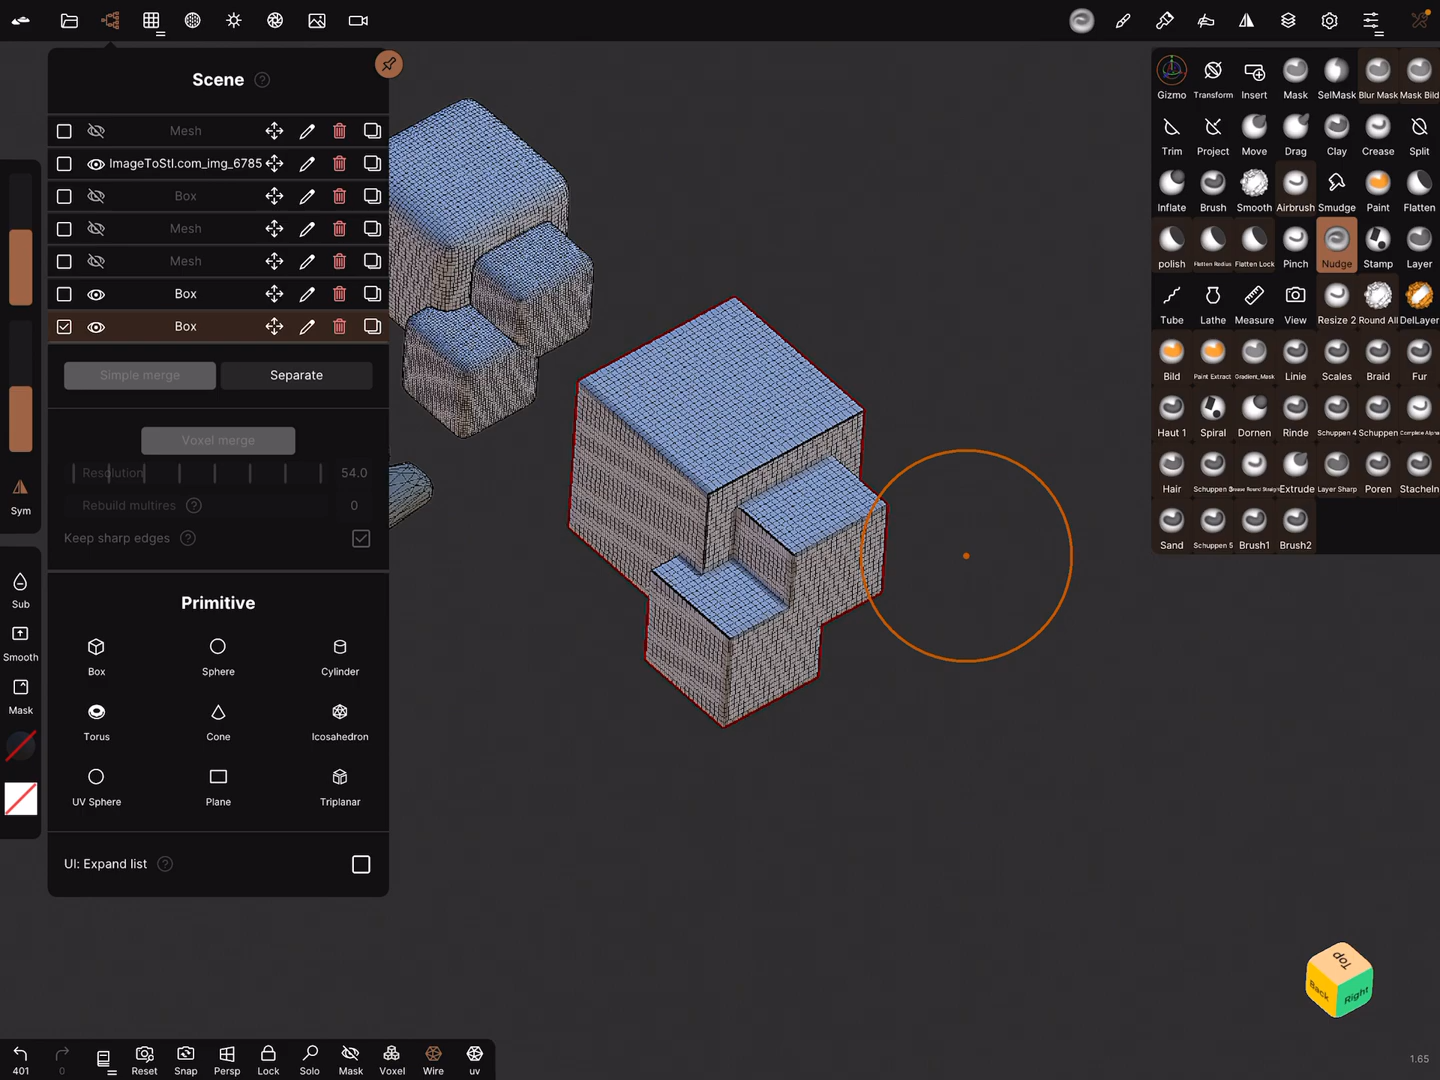 Scene
Mesh
ImageToStl.com_img_6785
Box
Mesh
Mesh
Box
Box
Simple merge
Separate
Voxel merge
Resolution
54.0
Rebuild multires
0
Keep sharp edges
Primitive
Box
Sphere
Cylinder
Torus
Cone
Icosahedron
UV Sphere
Plane
Triplanar
UI: Expand list
Sym
Sub
Smooth
Mask
Gizmo Transform Insert Mask SelMask Blur Mask Mask Bild
Trim Project Move Drag Clay Crease Split
Inflate Brush Smooth Airbrush Smudge Paint Flatten
polish Flatten Radius Flatten Lock Pinch Nudge Stamp Layer
Tube Lathe Measure View Resize 2 Round All DelLayer
Bild Paint Extract Gradient_Mask Linie Scales Braid Fur
Haut 1 Spiral Dornen Rinde Schuppen 4 Schuppen Complete Alpha
Hair Schuppen Extrude Layer Sharp Poren Stacheln
Sand Schuppen 5 Brush1 Brush2
Top
Back
Right
401
0
Reset
Snap
Persp
Lock
Solo
Mask
Voxel
Wire
uv
1.65